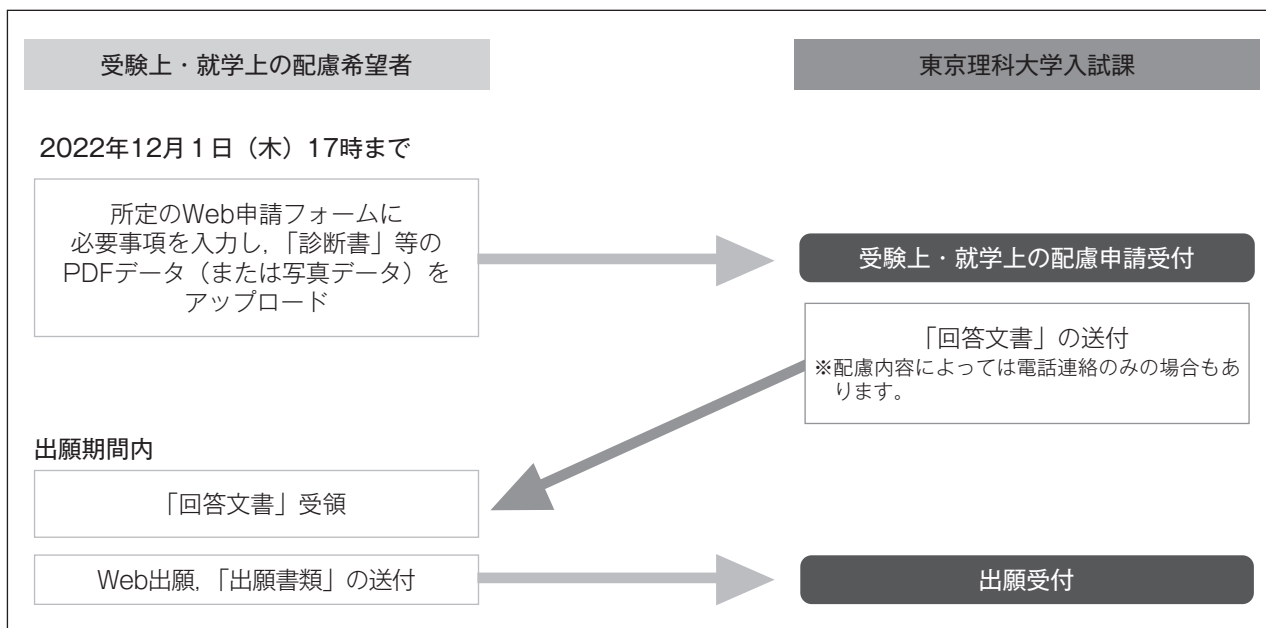 受験上・就学上の配慮希望者
東京理科大学入試課
2022年12月1日（木）17時まで
所定のWeb申請フォームに
必要事項を入力し，「診断書」等の
PDFデータ（または写真データ）を
アップロード
受験上・就学上の配慮申請受付
「回答文書」の送付
※配慮内容によっては電話連絡のみの場合もあ
ります。
出願期間内
「回答文書」受領
Web出願，「出願書類」の送付
出願受付